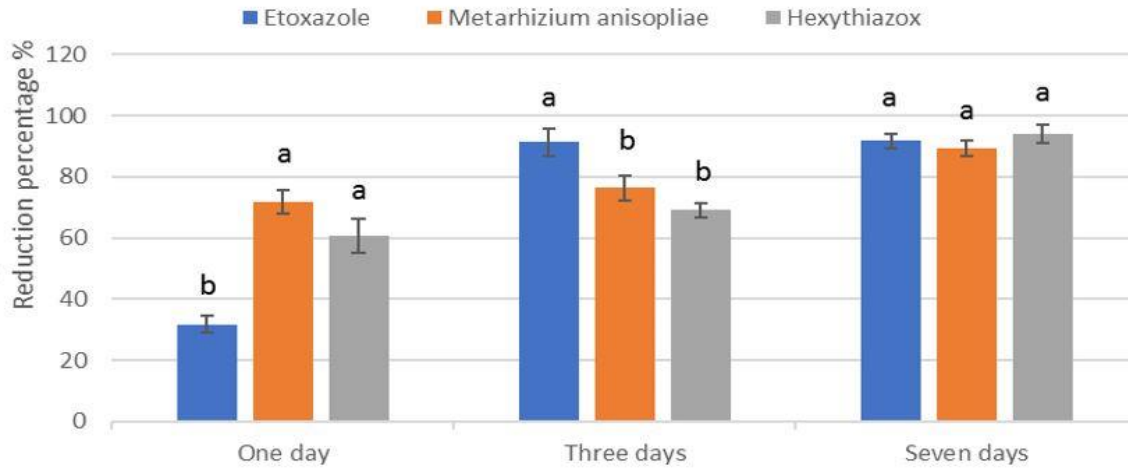 Etoxazole Metarhizium anisopliae Hexythiazox
Reduction percentage %
120
100
80
60
40
20
0
b a a
a b b
a a a
One day Three days Seven days